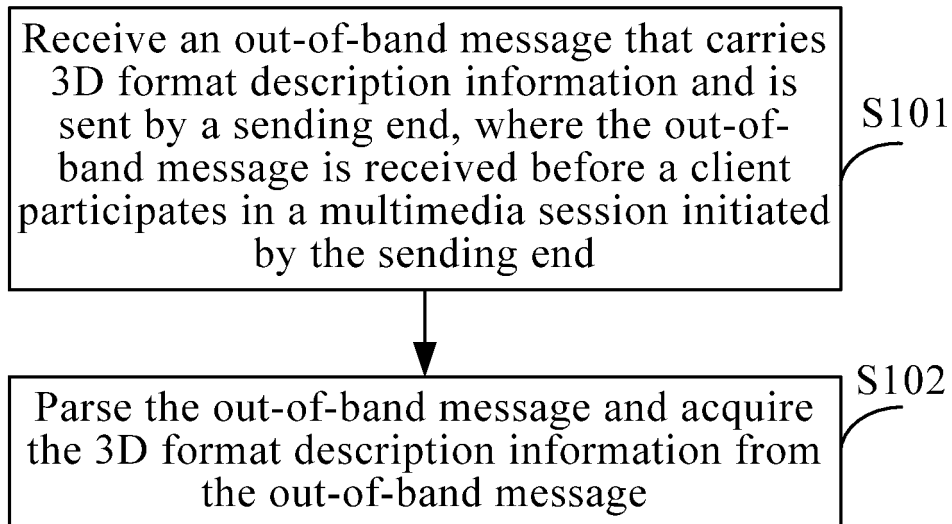 Receive an out-of-band message that carries
3D format description information and is
sent by a sending end, where the out-of-
band message is received before a client
participates in a multimedia session initiated
by the sending end
S101
Parse the out-of-band message and acquire
the 3D format description information from
the out-of-band message
S102